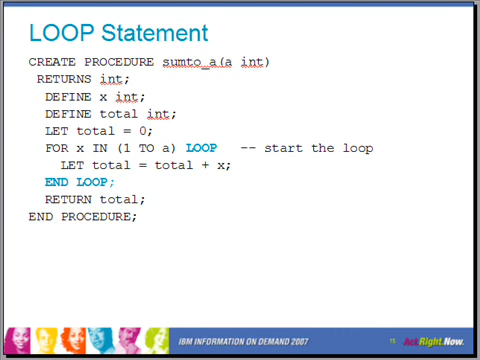 LOOP Statement
CREATE PROCEDURE sumto_a(a int)
RETURNS int;
DEFINE x int;
DEFINE total int;
LET total = 0;
FOR x IN (1 TO a) LOOP -- start the loop
LET total = total + x;
END LOOP;
RETURN total;
END PROCEDURE;
IBM INFORMATION ON DEMAND 2007
15
ActRight.Now.